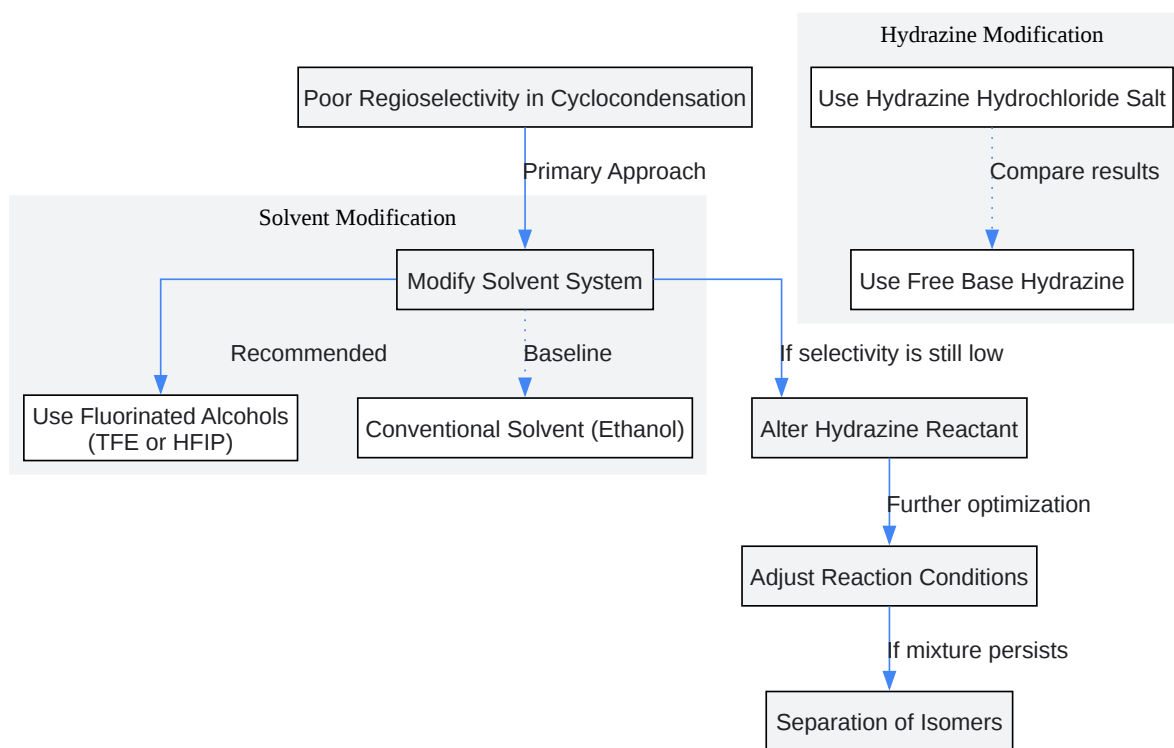 Hydrazine Modification
Poor Regioselectivity in Cyclocondensation
Use Hydrazine Hydrochloride Salt
Primary Approach
Compare results
Solvent Modification
Modify Solvent System
Use Free Base Hydrazine
Recommended
Baseline
If selectivity is still low
Use Fluorinated Alcohols
(TFE or HFIP)
Conventional Solvent (Ethanol)
Alter Hydrazine Reactant
Further optimization
Adjust Reaction Conditions
If mixture persists
Separation of Isomers